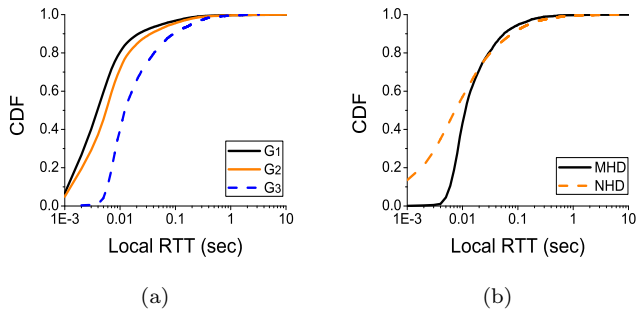 1.0
0.8
0.6
0.4
0.2
0.0
CDF
1E-3 0.01 0.1 1 10
Local RTT (sec)
G1
G2
G3
(a)
1.0
0.8
0.6
0.4
0.2
0.0
CDF
1E-3 0.01 0.1 1 10
Local RTT (sec)
MHD
NHD
(b)